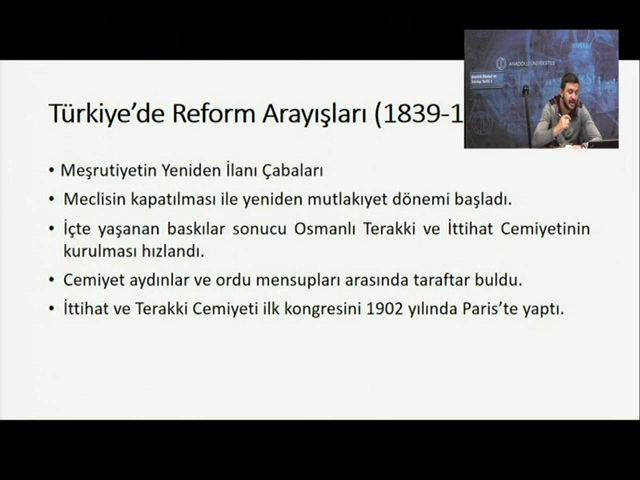 Türkiye’de Reform Arayışları (1839-1
• Meşrutiyetin Yeniden İlanı Çabaları
• Meclisin kapatılması ile yeniden mutlakıyet dönemi başladı.
• İçte yaşanan baskılar sonucu Osmanlı Terakki ve İttihat Cemiyetinin
kurulması hızlandı.
• Cemiyet aydınlar ve ordu mensupları arasında taraftar buldu.
• İttihat ve Terakki Cemiyeti ilk kongresini 1902 yılında Paris’te yaptı.
ANADOLU ÜNİVERSİTESİ